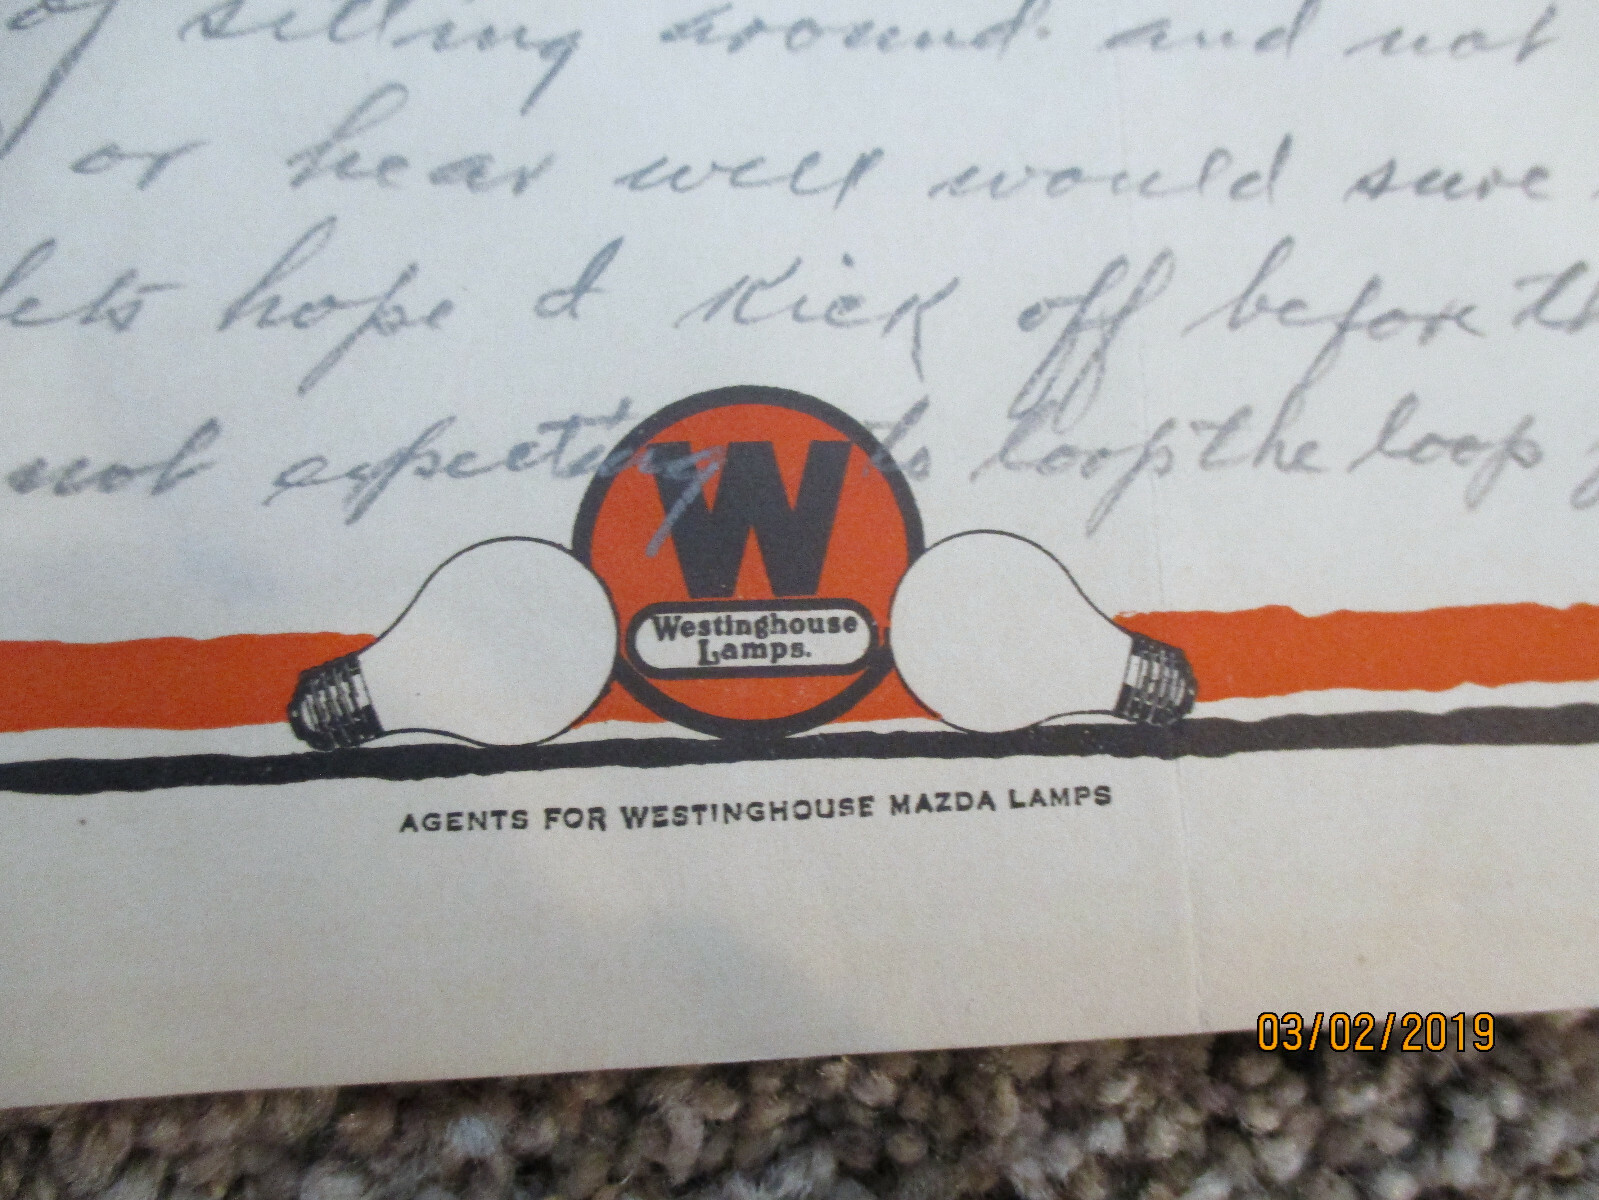 of sitting around. and not
or hear well would sure
lets hope I Kick off before th
not expecting to loop the loop
W
Westinghouse
Lamps.
AGENTS FOR WESTINGHOUSE MAZDA LAMPS
03/02/2019